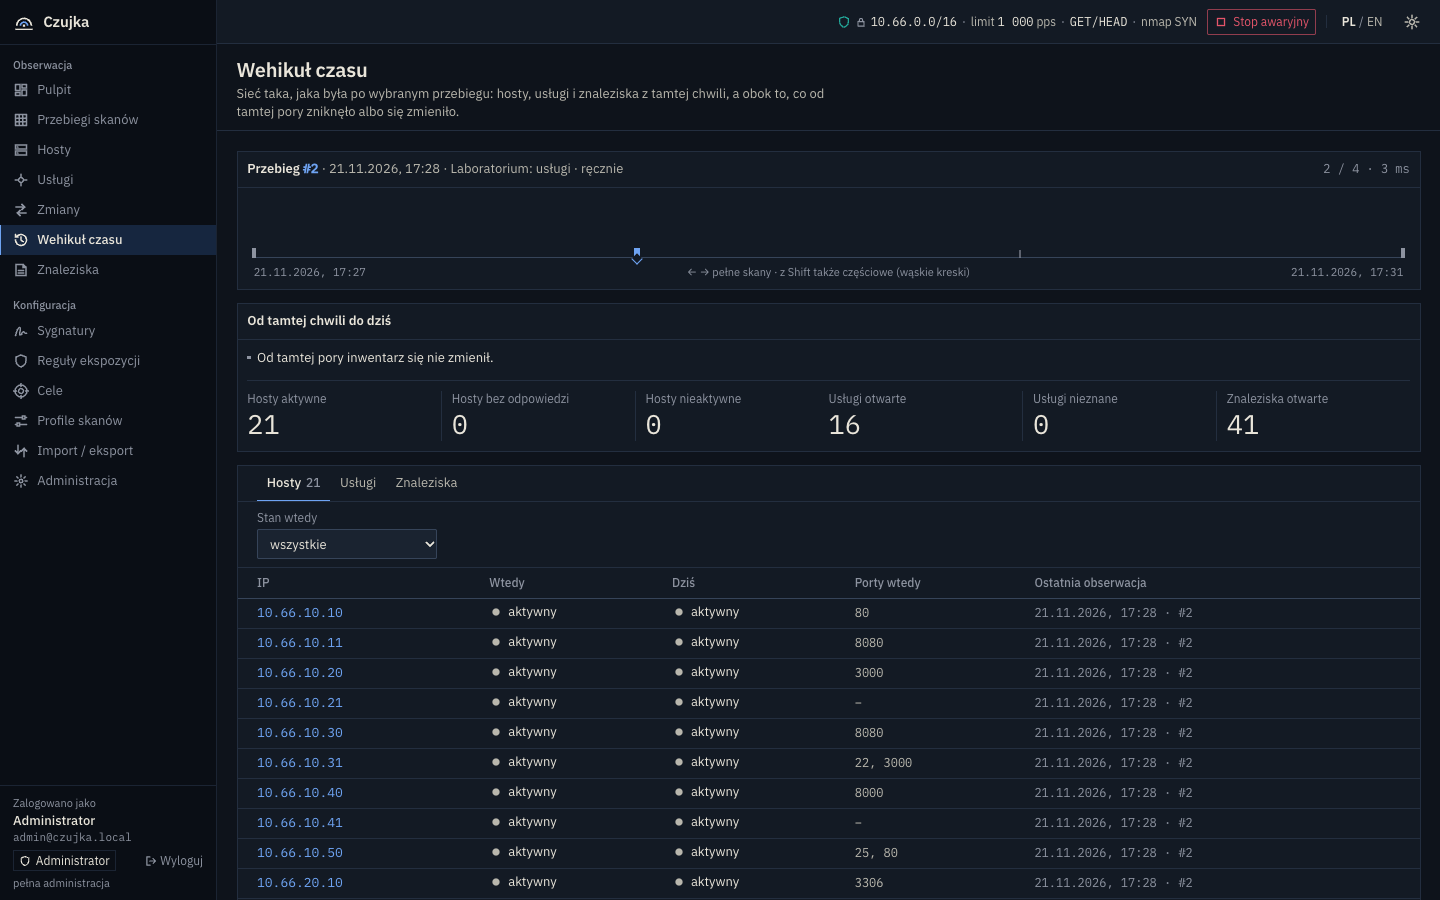 Czujka
10.66.0.0/16 · limit 1 000 pps · GET/HEAD · nmap SYN
Stop awaryjny
PL / EN
Obserwacja
Pulpit
Przebiegi skanów
Hosty
Usługi
Zmiany
Wehikuł czasu
Znaleziska
Konfiguracja
Sygnatury
Reguły ekspozycji
Cele
Profile skanów
Import / eksport
Administracja
Zalogowano jako
Administrator
admin@czujka.local
Administrator
Wyloguj
pełna administracja
Wehikuł czasu
Sieć taka, jaka była po wybranym przebiegu: hosty, usługi i znaleziska z tamtej chwili, a obok to, co od
tamtej pory zniknęło albo się zmieniło.
Przebieg #2 · 21.11.2026, 17:28 · Laboratorium: usługi · ręcznie
2 / 4 · 3 ms
21.11.2026, 17:27
← → pełne skany · z Shift także częściowe (wąskie kreski)
21.11.2026, 17:31
Od tamtej chwili do dziś
Od tamtej pory inwentarz się nie zmienił.
Hosty aktywne
21
Hosty bez odpowiedzi
0
Hosty nieaktywne
0
Usługi otwarte
16
Usługi nieznane
0
Znaleziska otwarte
41
Hosty 21 Usługi Znaleziska
Stan wtedy
wszystkie
IP Wtedy Dziś Porty wtedy Ostatnia obserwacja
10.66.10.10 aktywny aktywny 80 21.11.2026, 17:28 · #2
10.66.10.11 aktywny aktywny 8080 21.11.2026, 17:28 · #2
10.66.10.20 aktywny aktywny 3000 21.11.2026, 17:28 · #2
10.66.10.21 aktywny aktywny – 21.11.2026, 17:28 · #2
10.66.10.30 aktywny aktywny 8080 21.11.2026, 17:28 · #2
10.66.10.31 aktywny aktywny 22, 3000 21.11.2026, 17:28 · #2
10.66.10.40 aktywny aktywny 8000 21.11.2026, 17:28 · #2
10.66.10.41 aktywny aktywny – 21.11.2026, 17:28 · #2
10.66.10.50 aktywny aktywny 25, 80 21.11.2026, 17:28 · #2
10.66.20.10 aktywny aktywny 3306 21.11.2026, 17:28 · #2